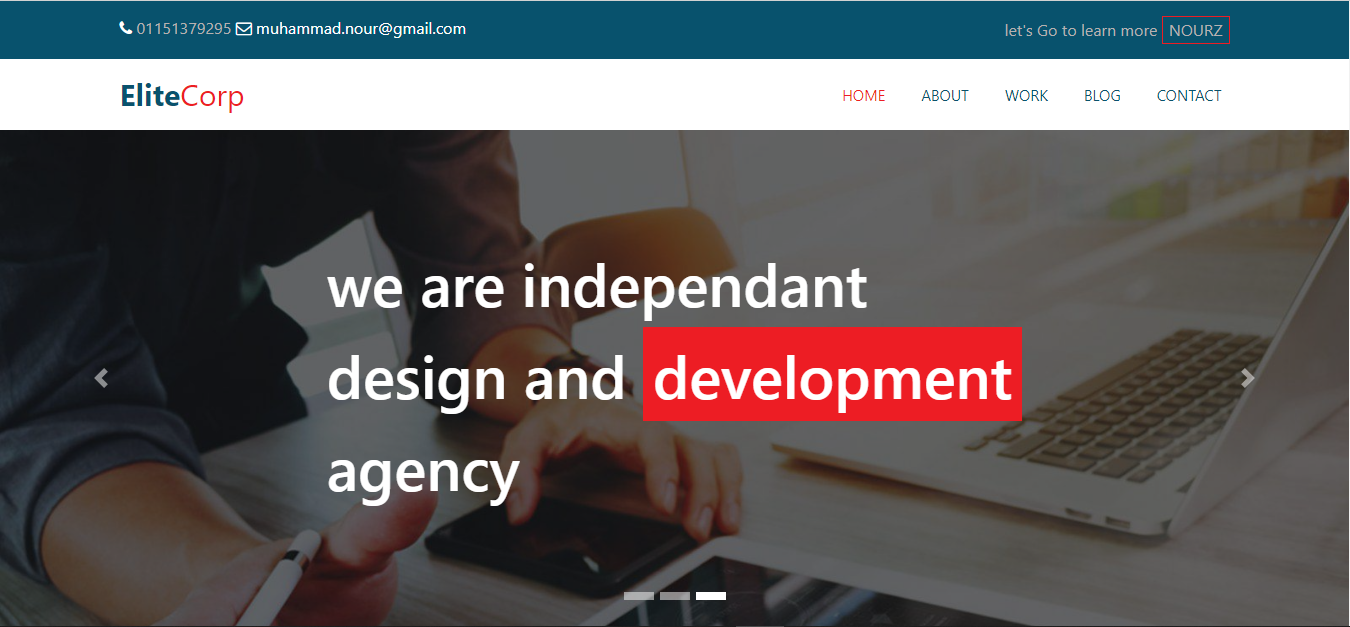 01151379295 muhammad.nour@gmail.com
let's Go to learn more NOURZ
EliteCorp
HOME ABOUT WORK BLOG CONTACT
we are independant
design and development
agency